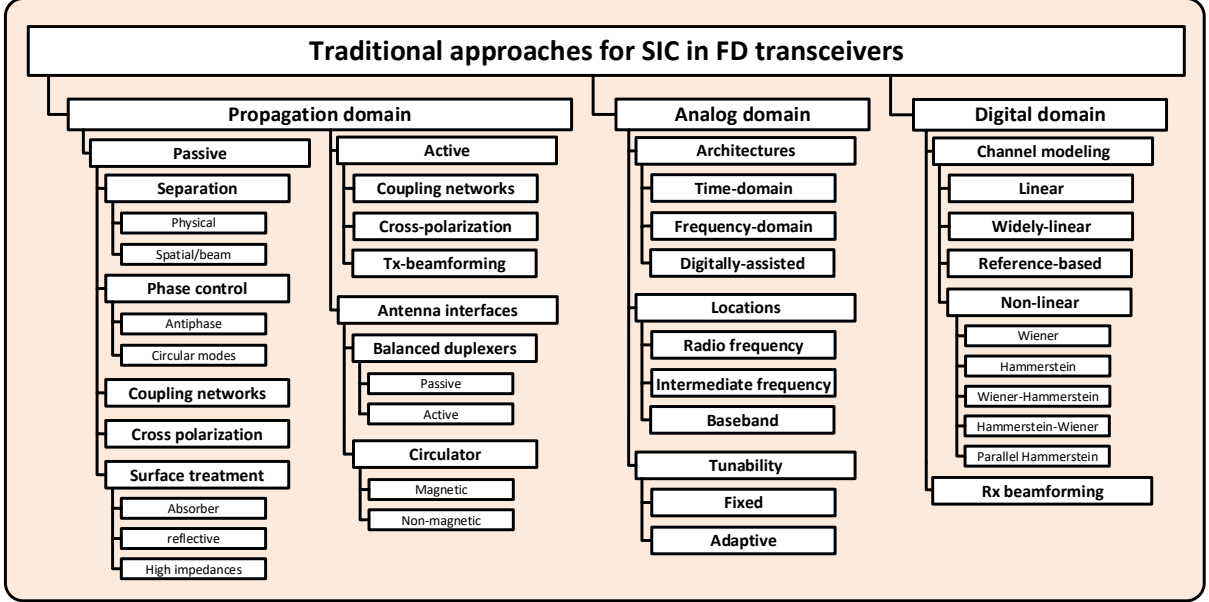 Traditional approaches for SIC in FD transceivers
Propagation domain
Passive
Separation
Physical
Spatial/beam
Phase control
Antiphase
Circular modes
Coupling networks
Cross polarization
Surface treatment
Absorber
reflective
High impedances
Active
Coupling networks
Cross-polarization
Tx-beamforming
Antenna interfaces
Balanced duplexers
Passive
Active
Circulator
Magnetic
Non-magnetic
Analog domain
Architectures
Time-domain
Frequency-domain
Digitally-assisted
Locations
Radio frequency
Intermediate frequency
Baseband
Tunability
Fixed
Adaptive
Digital domain
Channel modeling
Linear
Widely-linear
Reference-based
Non-linear
Wiener
Hammerstein
Wiener-Hammerstein
Hammerstein-Wiener
Parallel Hammerstein
Rx beamforming